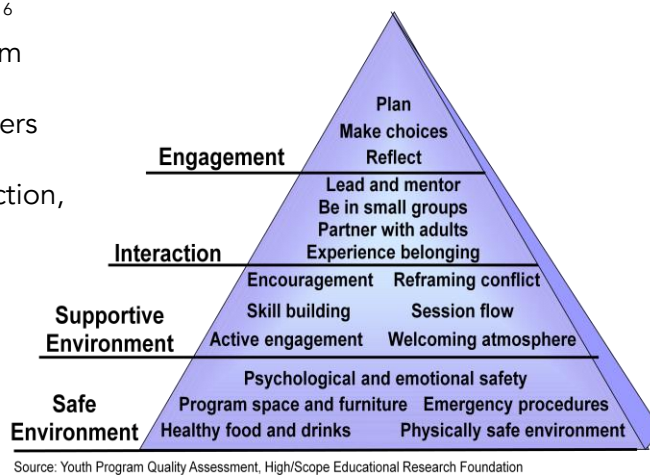 6
m
ers
ction,
Plan
Make choices
Engagement Reflect
Lead and mentor
Be in small groups
Partner with adults
Interaction Experience belonging
Encouragement Reframing conflict
Supportive
Environment
Skill building Session flow
Active engagement Welcoming atmosphere
Psychological and emotional safety
Safe
Environment
Program space and furniture Emergency procedures
Healthy food and drinks Physically safe environment
Source: Youth Program Quality Assessment, High/Scope Educational Research Foundation